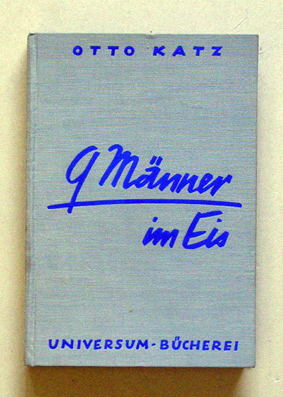 OTTO KATZ
9 Männer
im Eis
UNIVERSUM-BÜCHEREI